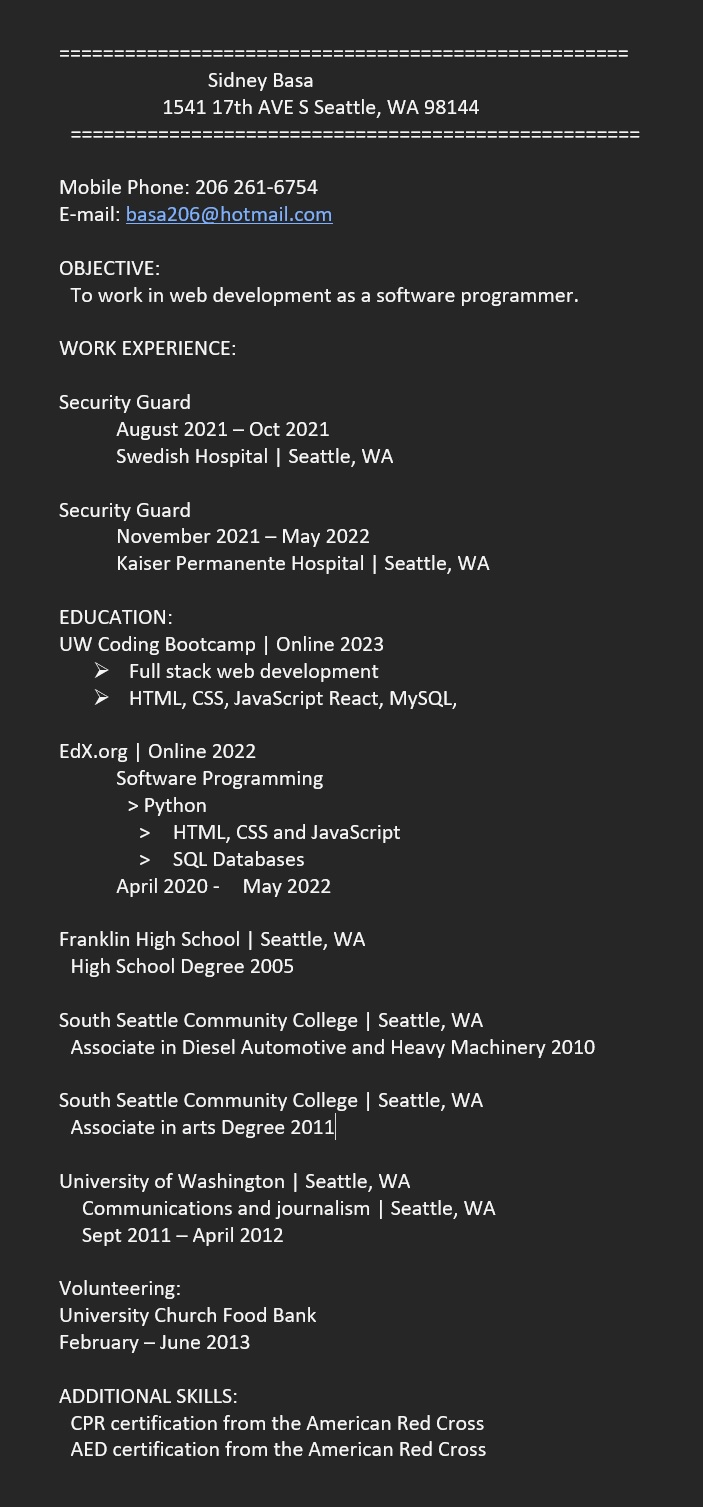 ====================================================
Sidney Basa
1541 17th AVE S Seattle, WA 98144
====================================================
Mobile Phone: 206 261-6754
E-mail: basa206@hotmail.com
OBJECTIVE:
To work in web development as a software programmer.
WORK EXPERIENCE:
Security Guard
August 2021 – Oct 2021
Swedish Hospital | Seattle, WA
Security Guard
November 2021 – May 2022
Kaiser Permanente Hospital | Seattle, WA
EDUCATION:
UW Coding Bootcamp | Online 2023
➢ Full stack web development
➢ HTML, CSS, JavaScript React, MySQL,
EdX.org | Online 2022
Software Programming
> Python
> HTML, CSS and JavaScript
> SQL Databases
April 2020 - May 2022
Franklin High School | Seattle, WA
High School Degree 2005
South Seattle Community College | Seattle, WA
Associate in Diesel Automotive and Heavy Machinery 2010
South Seattle Community College | Seattle, WA
Associate in arts Degree 2011
University of Washington | Seattle, WA
Communications and journalism | Seattle, WA
Sept 2011 – April 2012
Volunteering:
University Church Food Bank
February – June 2013
ADDITIONAL SKILLS:
CPR certification from the American Red Cross
AED certification from the American Red Cross